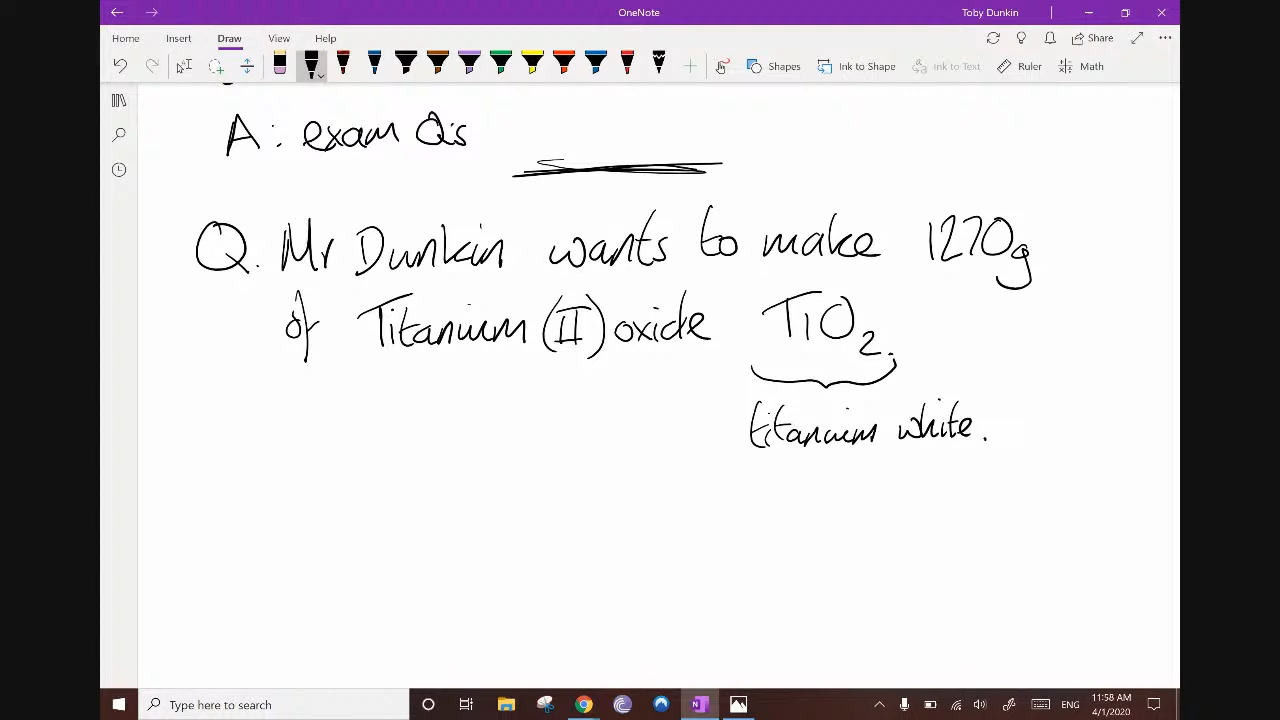 OneNote
Toby Dunkin
Home Insert Draw View Help
Share
Shapes Ink to Shape Ink to Text Ruler Math
A: exam Q's
Q. Mr Dunkin wants to make 1270g
of Titanium (II) oxide TiO2.
titanium white.
Type here to search
ENG
11:58 AM
4/1/2020